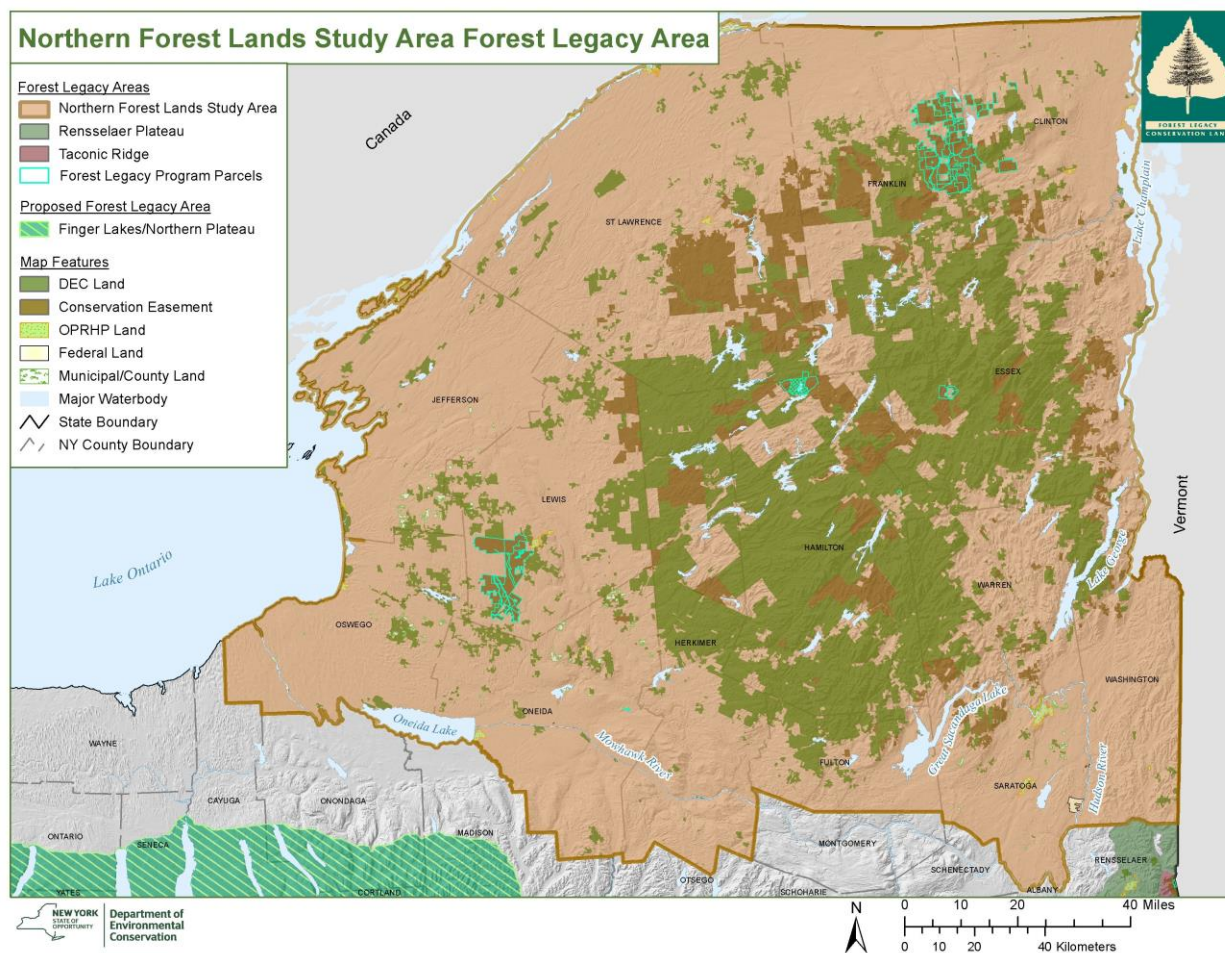 Northern Forest Lands Study Area Forest Legacy Area
Forest Legacy Areas
Northern Forest Lands Study Area
Rensselaer Plateau
Taconic Ridge
Forest Legacy Program Parcels
Proposed Forest Legacy Area
Finger Lakes/Northern Plateau
Map Features
DEC Land
Conservation Easement
OPRHP Land
Federal Land
Municipal/County Land
Major Waterbody
State Boundary
NY County Boundary
FOREST LEGACY
CONSERVATION LAND
Canada
CLINTON
FRANKLIN
ST LAWRENCE
Lake Champlain
ESSEX
JEFFERSON
LEWIS
Vermont
HAMILTON
Lake Ontario
Lake George
WARREN
OSWEGO
HERKIMER
WASHINGTON
Oneida Lake
ONEIDA
Mowhawk River
Great Sacandaga Lake
FULTON
SARATOGA
Hudson River
WAYNE
CAYUGA
ONONDAGA
MADISON
ONTARIO
SENECA
MONTGOMERY
SCHENECTADY
RENSSELAER
YATES
CORTLAND
OTSEGO
SCHOHARIE
ALBANY
NEW YORK
STATE OF
OPPORTUNITY
Department of
Environmental
Conservation
N
0 10 20 40 Miles
0 10 20 40 Kilometers